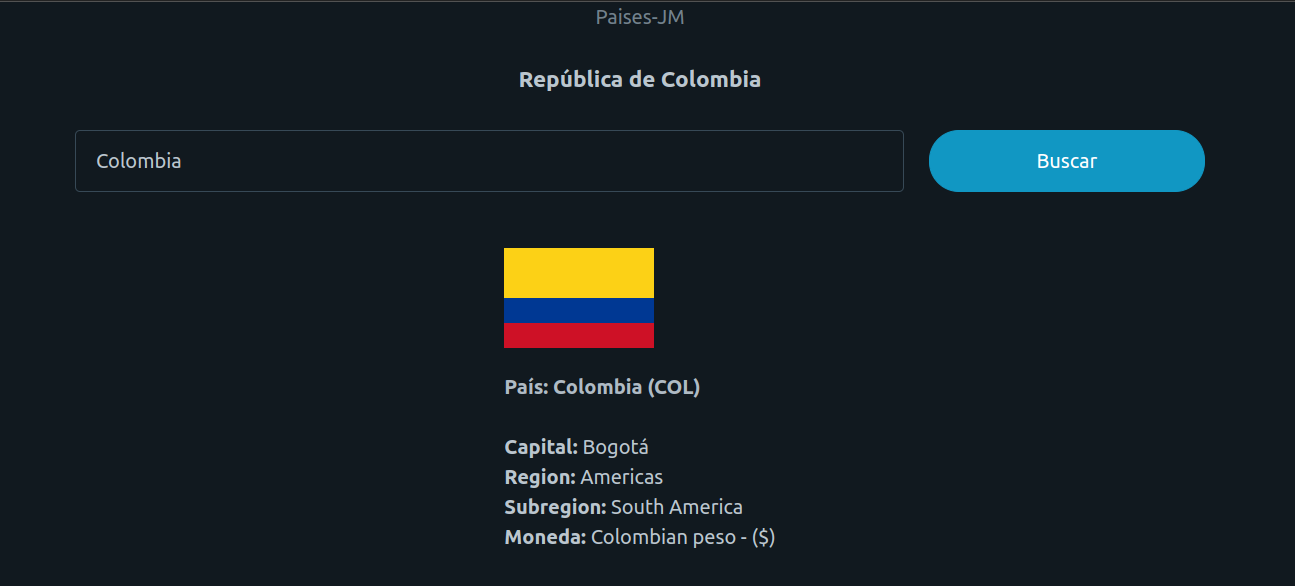 Paises-JM
República de Colombia
Colombia
Buscar
País: Colombia (COL)
Capital: Bogotá
Region: Americas
Subregion: South America
Moneda: Colombian peso - ($)